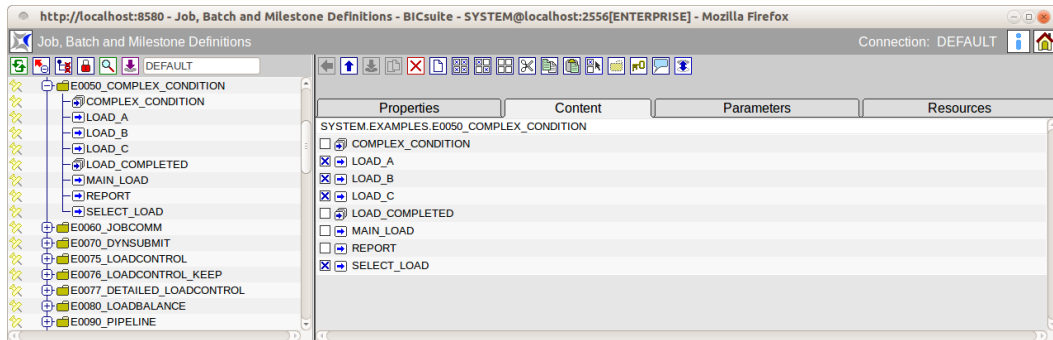 http://localhost:8580 - Job, Batch and Milestone Definitions - BICsuite - SYSTEM@localhost:2556[ENTERPRISE] - Mozilla Firefox
Job, Batch and Milestone Definitions
Connection: DEFAULT
DEFAULT
E0050_COMPLEX_CONDITION
COMPLEX_CONDITION
LOAD_A
LOAD_B
LOAD_C
LOAD_COMPLETED
MAIN_LOAD
REPORT
SELECT_LOAD
E0060_JOBCOMM
E0070_DYNSUBMIT
E0075_LOADCONTROL
E0076_LOADCONTROL_KEEP
E0077_DETAILED_LOADCONTROL
E0080_LOADBALANCE
E0090_PIPELINE
Properties Content Parameters Resources
SYSTEM.EXAMPLES.E0050_COMPLEX_CONDITION
COMPLEX_CONDITION
LOAD_A
LOAD_B
LOAD_C
LOAD_COMPLETED
MAIN_LOAD
REPORT
SELECT_LOAD